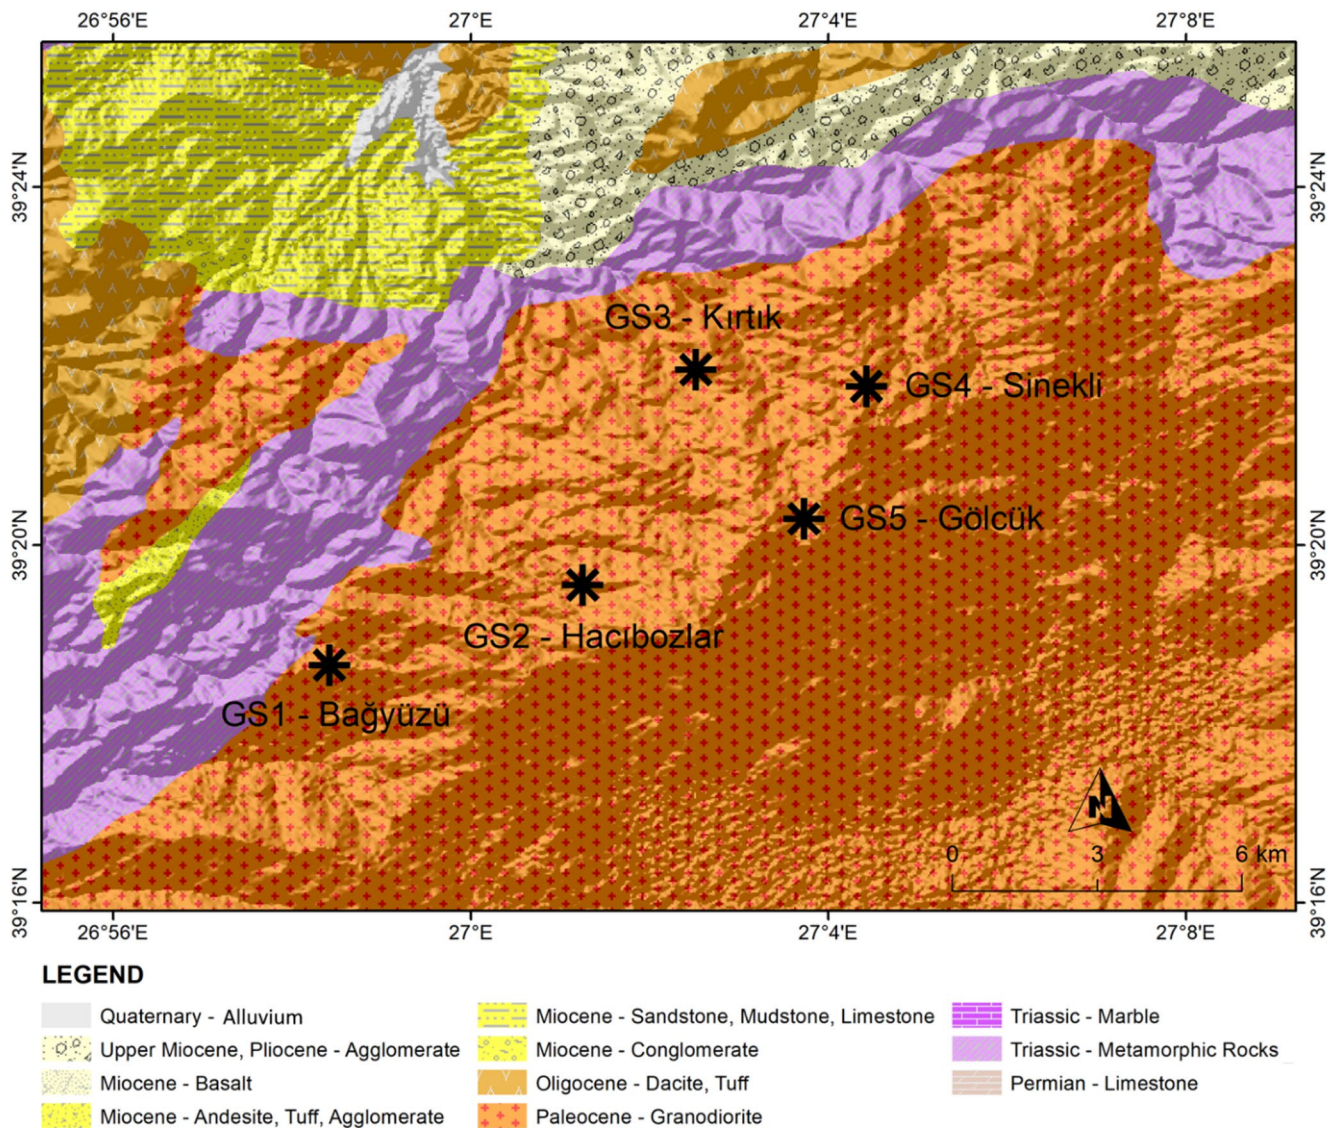 26°56'E 27°E 27°4'E 27°8'E
39°24'N 39°24'N
GS3 - Kırtık
GS4 - Sinekli
GS5 - Gölcük
39°20'N 39°20'N
GS2 - Hacıbozlar
GS1 - Bağyüzü
N
0 3 6 km
39°16'N 39°16'N
26°56'E 27°E 27°4'E 27°8'E
LEGEND
Quaternary - Alluvium
Upper Miocene, Pliocene - Agglomerate
Miocene - Basalt
Miocene - Andesite, Tuff, Agglomerate
Miocene - Sandstone, Mudstone, Limestone
Miocene - Conglomerate
Oligocene - Dacite, Tuff
Paleocene - Granodiorite
Triassic - Marble
Triassic - Metamorphic Rocks
Permian - Limestone